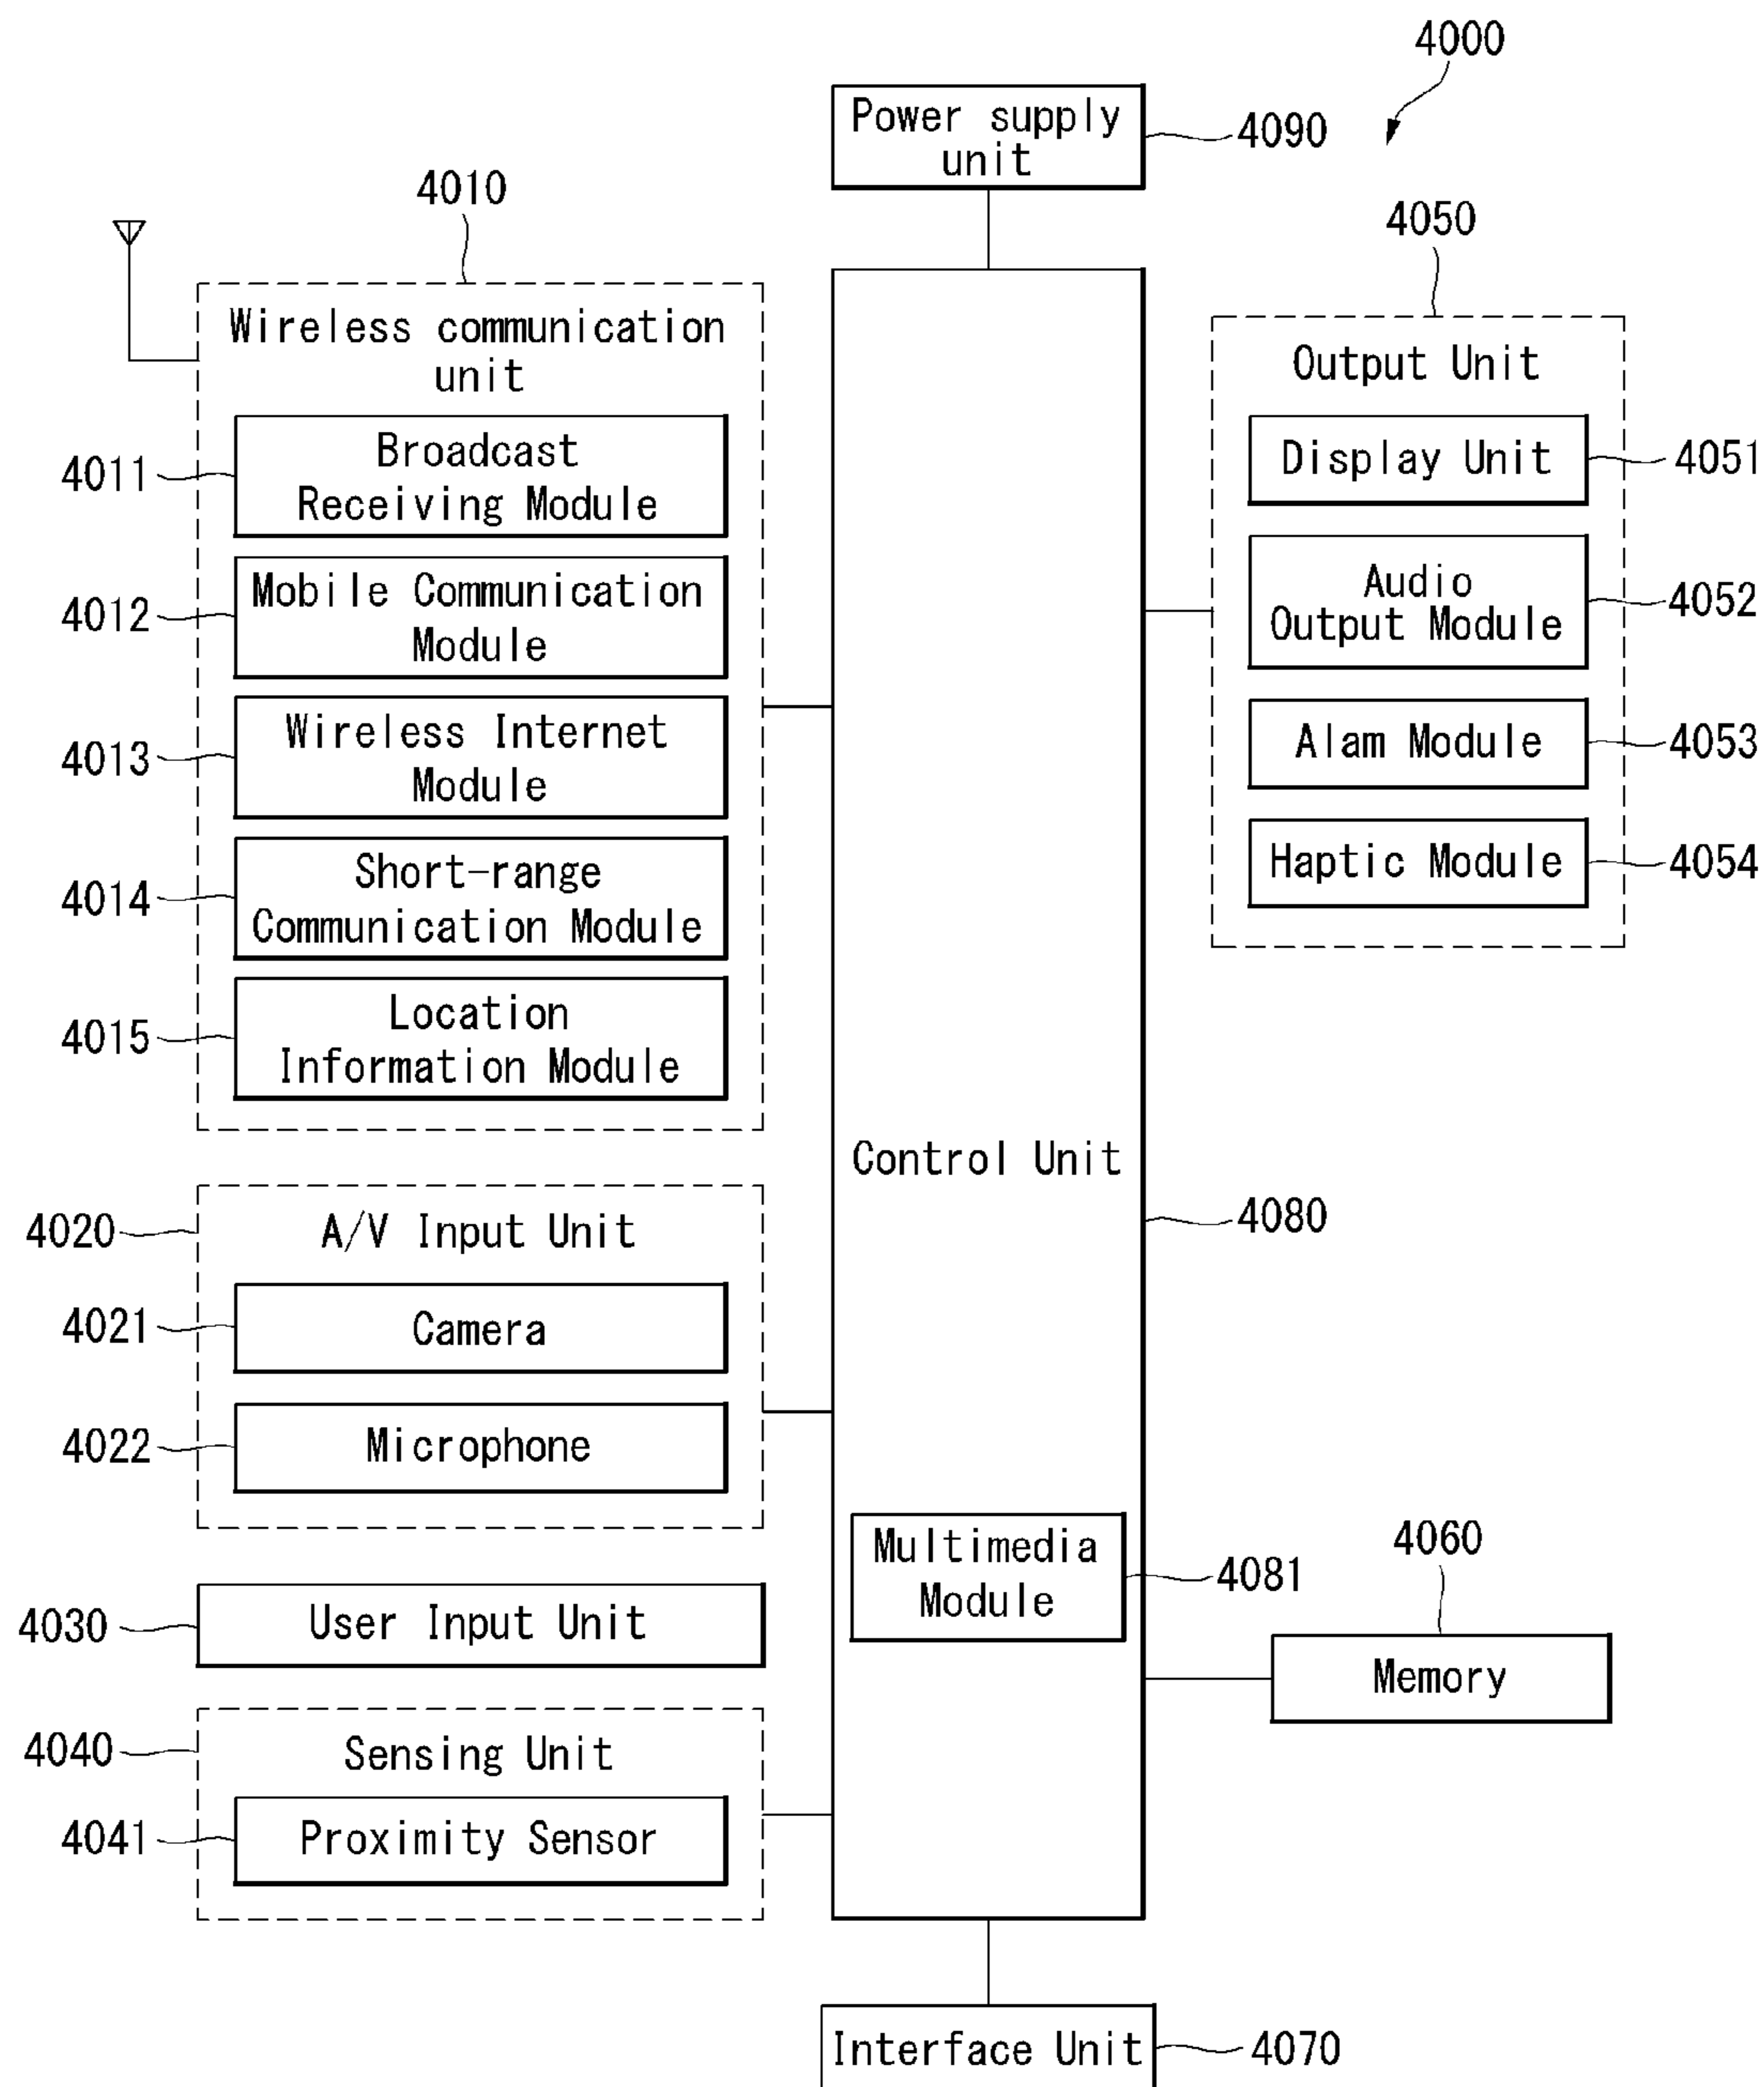 4000
Power supply
unit
4090
4010
4050
Wireless communication
unit
4011
Broadcast
Receiving Module
4012
Mobile Communication
Module
4013
Wireless Internet
Module
4014
Short-range
Communication Module
4015
Location
Information Module
Output Unit
Display Unit
4051
Audio
Output Module
4052
Alam Module
4053
Haptic Module
4054
Control Unit
4080
4020
A/V Input Unit
4021
Camera
4022
Microphone
Multimedia
Module
4081
4060
Memory
4030
User Input Unit
4040
Sensing Unit
4041
Proximity Sensor
Interface Unit
4070